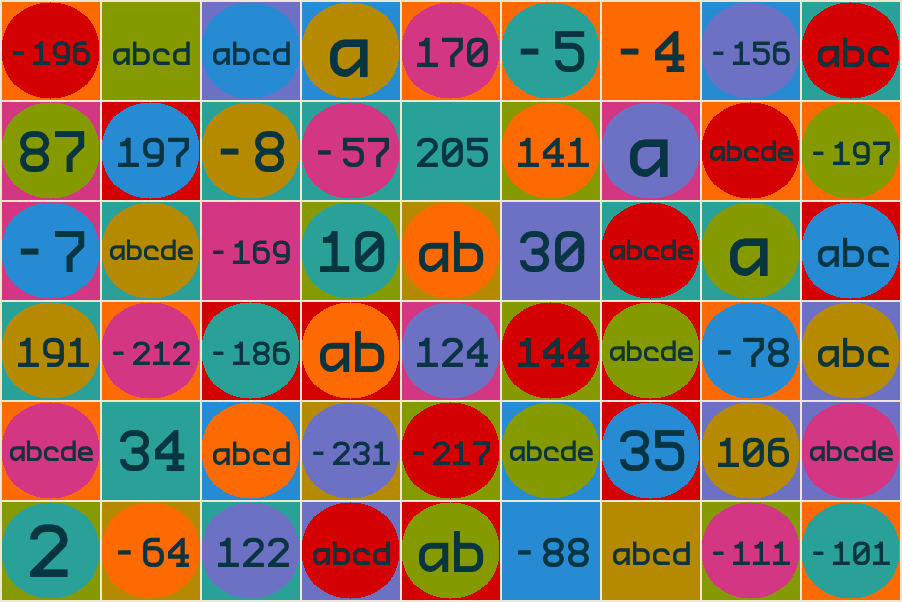 -196 abcd abcd a 170 -5 -4 -156 abc
87 197 -8 -57 205 141 a abcde -197
-7 abcde -169 10 ab 30 abcde a abc
191 -212 -186 ab 124 144 abcde -78 abc
abcde 34 abcd -231 -217 abcde 35 106 abcde
2 -64 122 abcd ab -88 abcd -111 -101